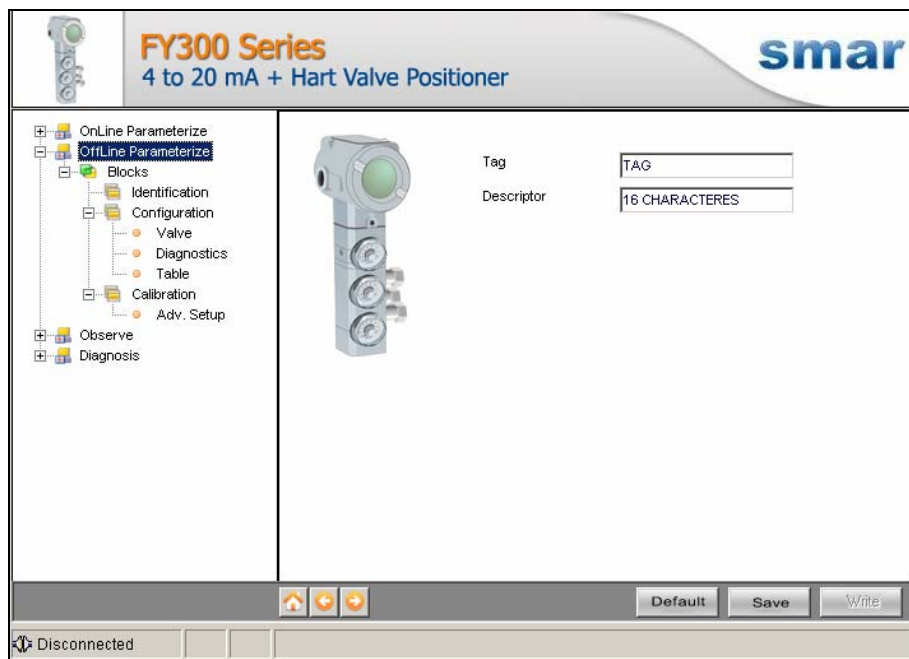 FY300 Series
4 to 20 mA + Hart Valve Positioner
smar
OnLine Parameterize
OffLine Parameterize
Blocks
Identification
Configuration
Valve
Diagnostics
Table
Calibration
Adv. Setup
Observe
Diagnosis
Tag TAG
Descriptor 16 CHARACTERES
Default Save Write
Disconnected